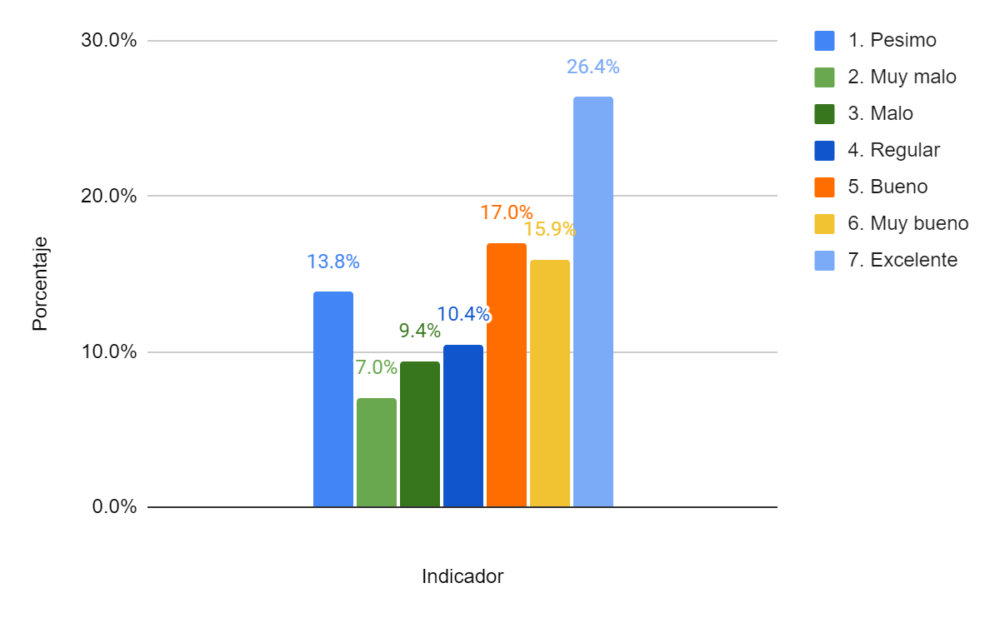 30.0%
20.0%
10.0%
0.0%
Porcentaje
13.8%
7.0%
9.4%
10.4%
17.0%
15.9%
26.4%
Indicador
1. Pesimo
2. Muy malo
3. Malo
4. Regular
5. Bueno
6. Muy bueno
7. Excelente